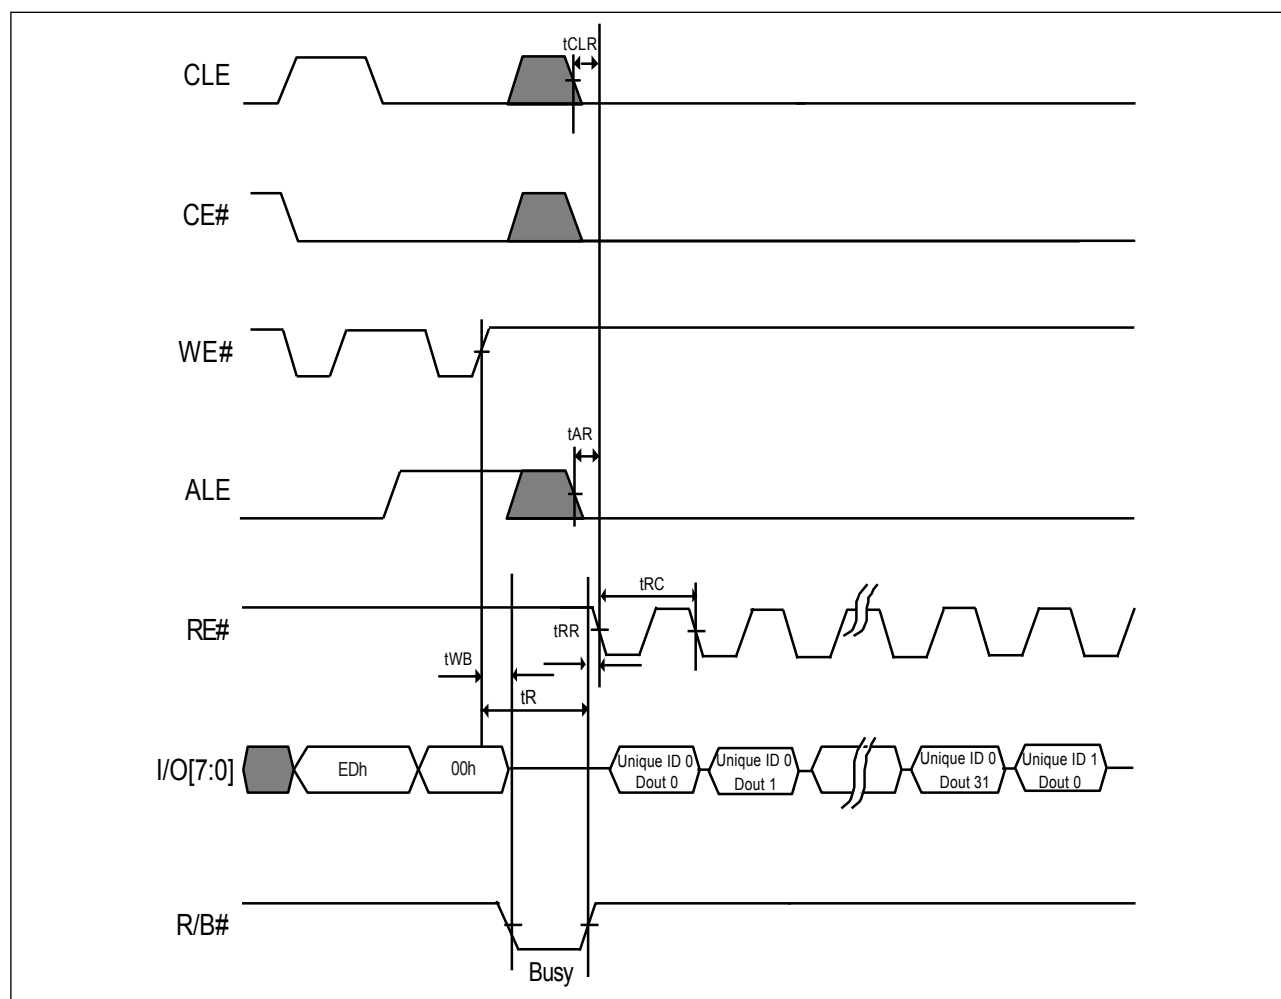 tCLR
CLE
CE#
WE#
tAR
ALE
tRC
RE#
tRR
tWB
tR
I/O[7:0]
EDh
00h
Unique ID 0
Dout 0
Unique ID 0
Dout 1
Unique ID 0
Dout 31
Unique ID 1
Dout 0
R/B#
Busy